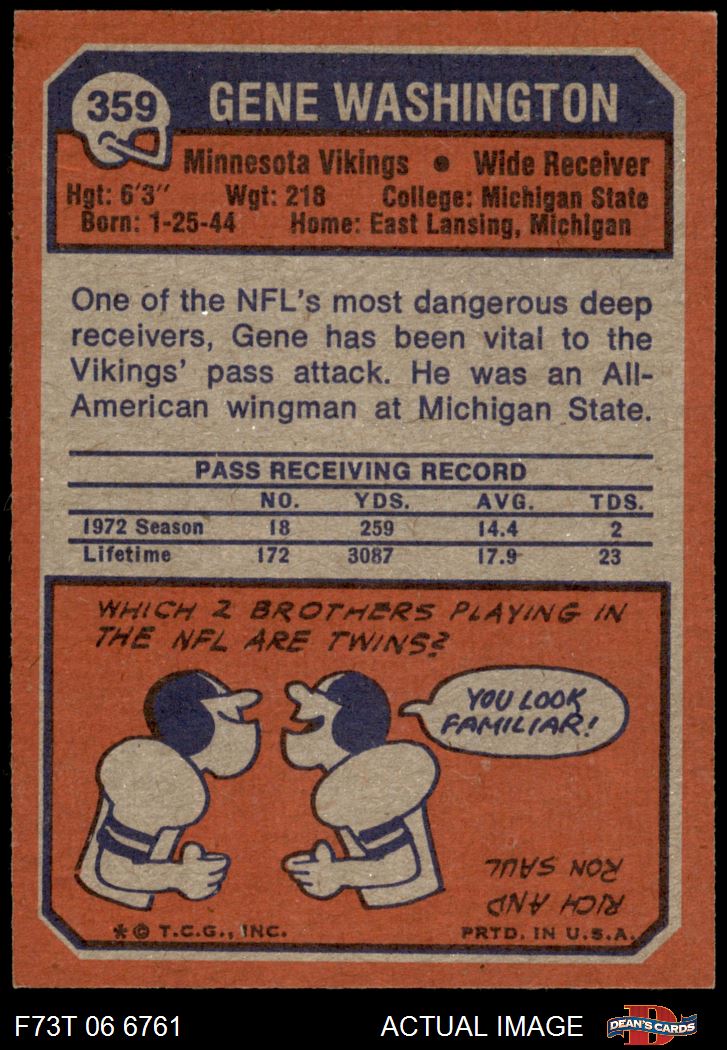 359
GENE WASHINGTON
Minnesota Vikings • Wide Receiver
Hgt: 6'3" Wgt: 218 College: Michigan State
Born: 1-25-44 Home: East Lansing, Michigan
One of the NFL's most dangerous deep
receivers, Gene has been vital to the
Vikings' pass attack. He was an All-
American wingman at Michigan State.
PASS RECEIVING RECORD
NO. YDS. AVG. TDS.
1972 Season 18 259 14.4 2
Lifetime 172 3087 17.9 23
WHICH 2 BROTHERS PLAYING IN
THE NFL ARE TWINS?
YOU LOOK
FAMILIAR!
RICH AND
RON SAUL
*© T.C.G., INC. PRTD. IN U.S.A.
F73T 06 6761 ACTUAL IMAGE DEAN'S CARDS